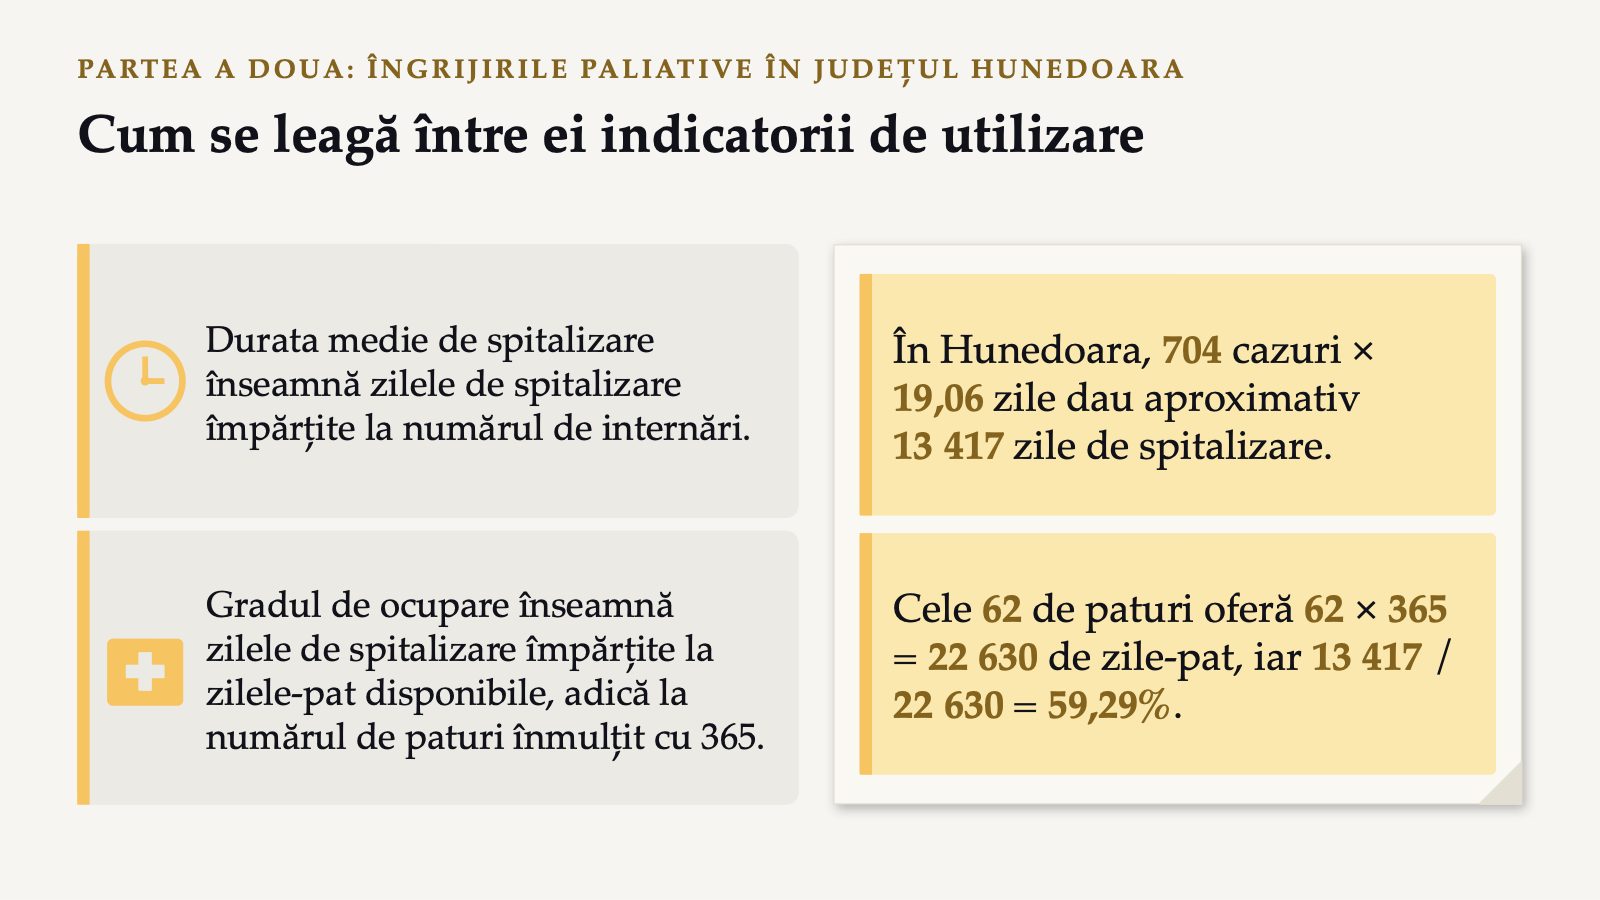 PARTEA A DOUA: ÎNGRIJIRILE PALIATIVE ÎN JUDEȚUL HUNEDOARA
Cum se leagă între ei indicatorii de utilizare
Durata medie de spitalizare
înseamnă zilele de spitalizare
împărțite la numărul de internări.
Gradul de ocupare înseamnă
zilele de spitalizare împărțite la
zilele-pat disponibile, adică la
numărul de paturi înmulțit cu 365.
În Hunedoara, 704 cazuri ×
19,06 zile dau aproximativ
13 417 zile de spitalizare.
Cele 62 de paturi oferă 62 × 365
= 22 630 de zile-pat, iar 13 417 /
22 630 = 59,29%.